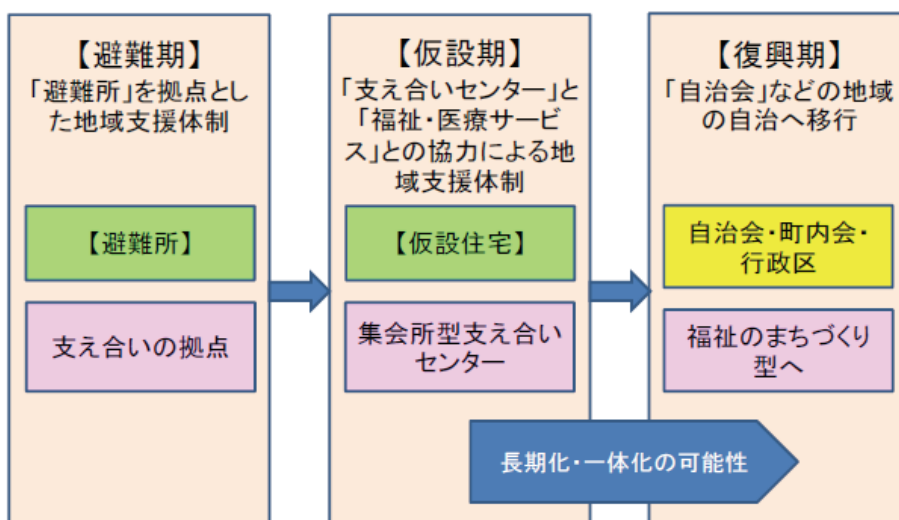 【避難期】
「避難所」を拠点とし
た地域支援体制
【避難所】
支え合いの拠点
【仮設期】
「支え合いセンター」と
「福祉・医療サービ
ス」との協力による地
域支援体制
【仮設住宅】
集会所型支え合い
センター
【復興期】
「自治会」などの地域
の自治へ移行
自治会・町内会・
行政区
福祉のまちづくり
型へ
長期化・一体化の可能性